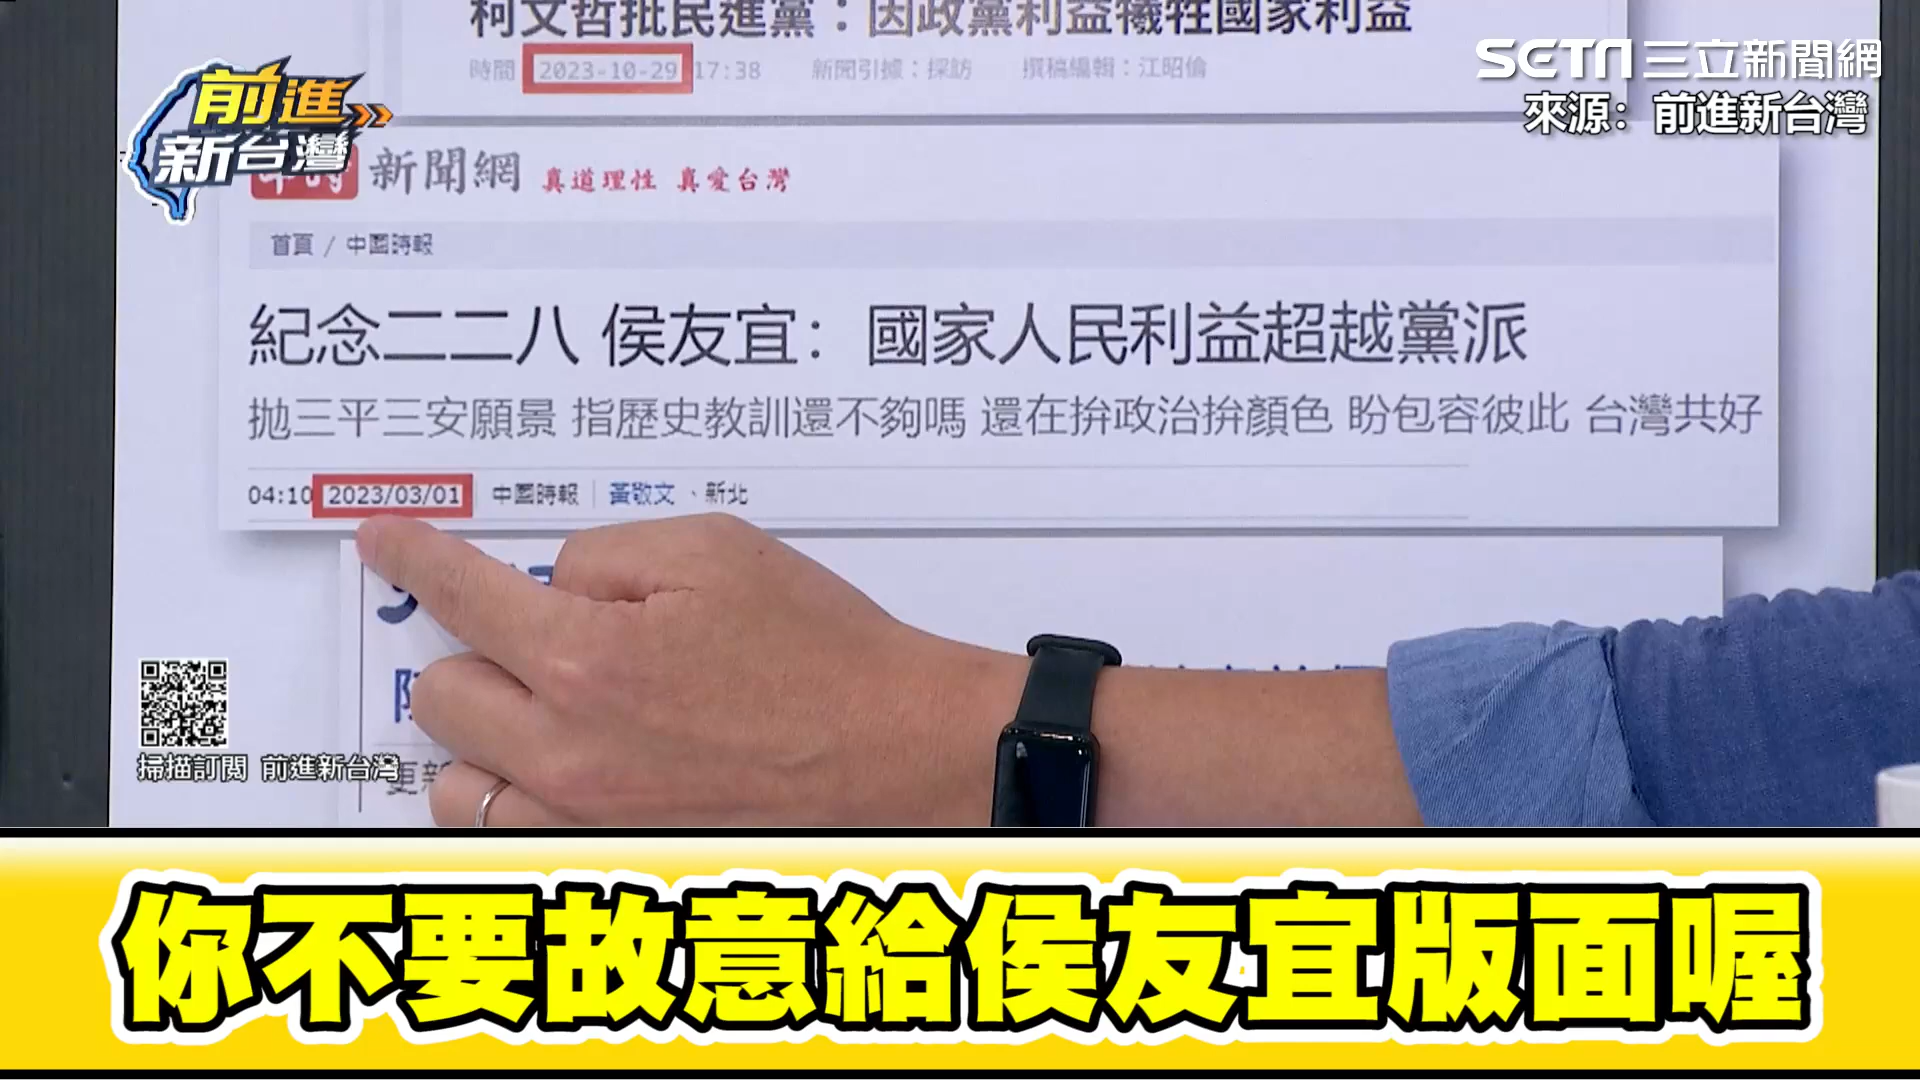 柯文哲批民進黨：因政黨利益犧牲國家利益
時間 2023-10-29 17:38 新聞引據：採訪 撰稿編輯：江昭倫
SETN 三立新聞網
來源：前進新台灣
前進
新台灣
新聞網 真道理性 真愛台灣
首頁 / 中國時報
紀念二二八 侯友宜：國家人民利益超越黨派
拋三平三安願景 指歷史教訓還不夠嗎 還在拚政治拚顏色 盼包容彼此 台灣共好
04:10 2023/03/01 中國時報 黃敬文 、新北
掃描訂閱 前進新台灣
你不要故意給侯友宜版面喔